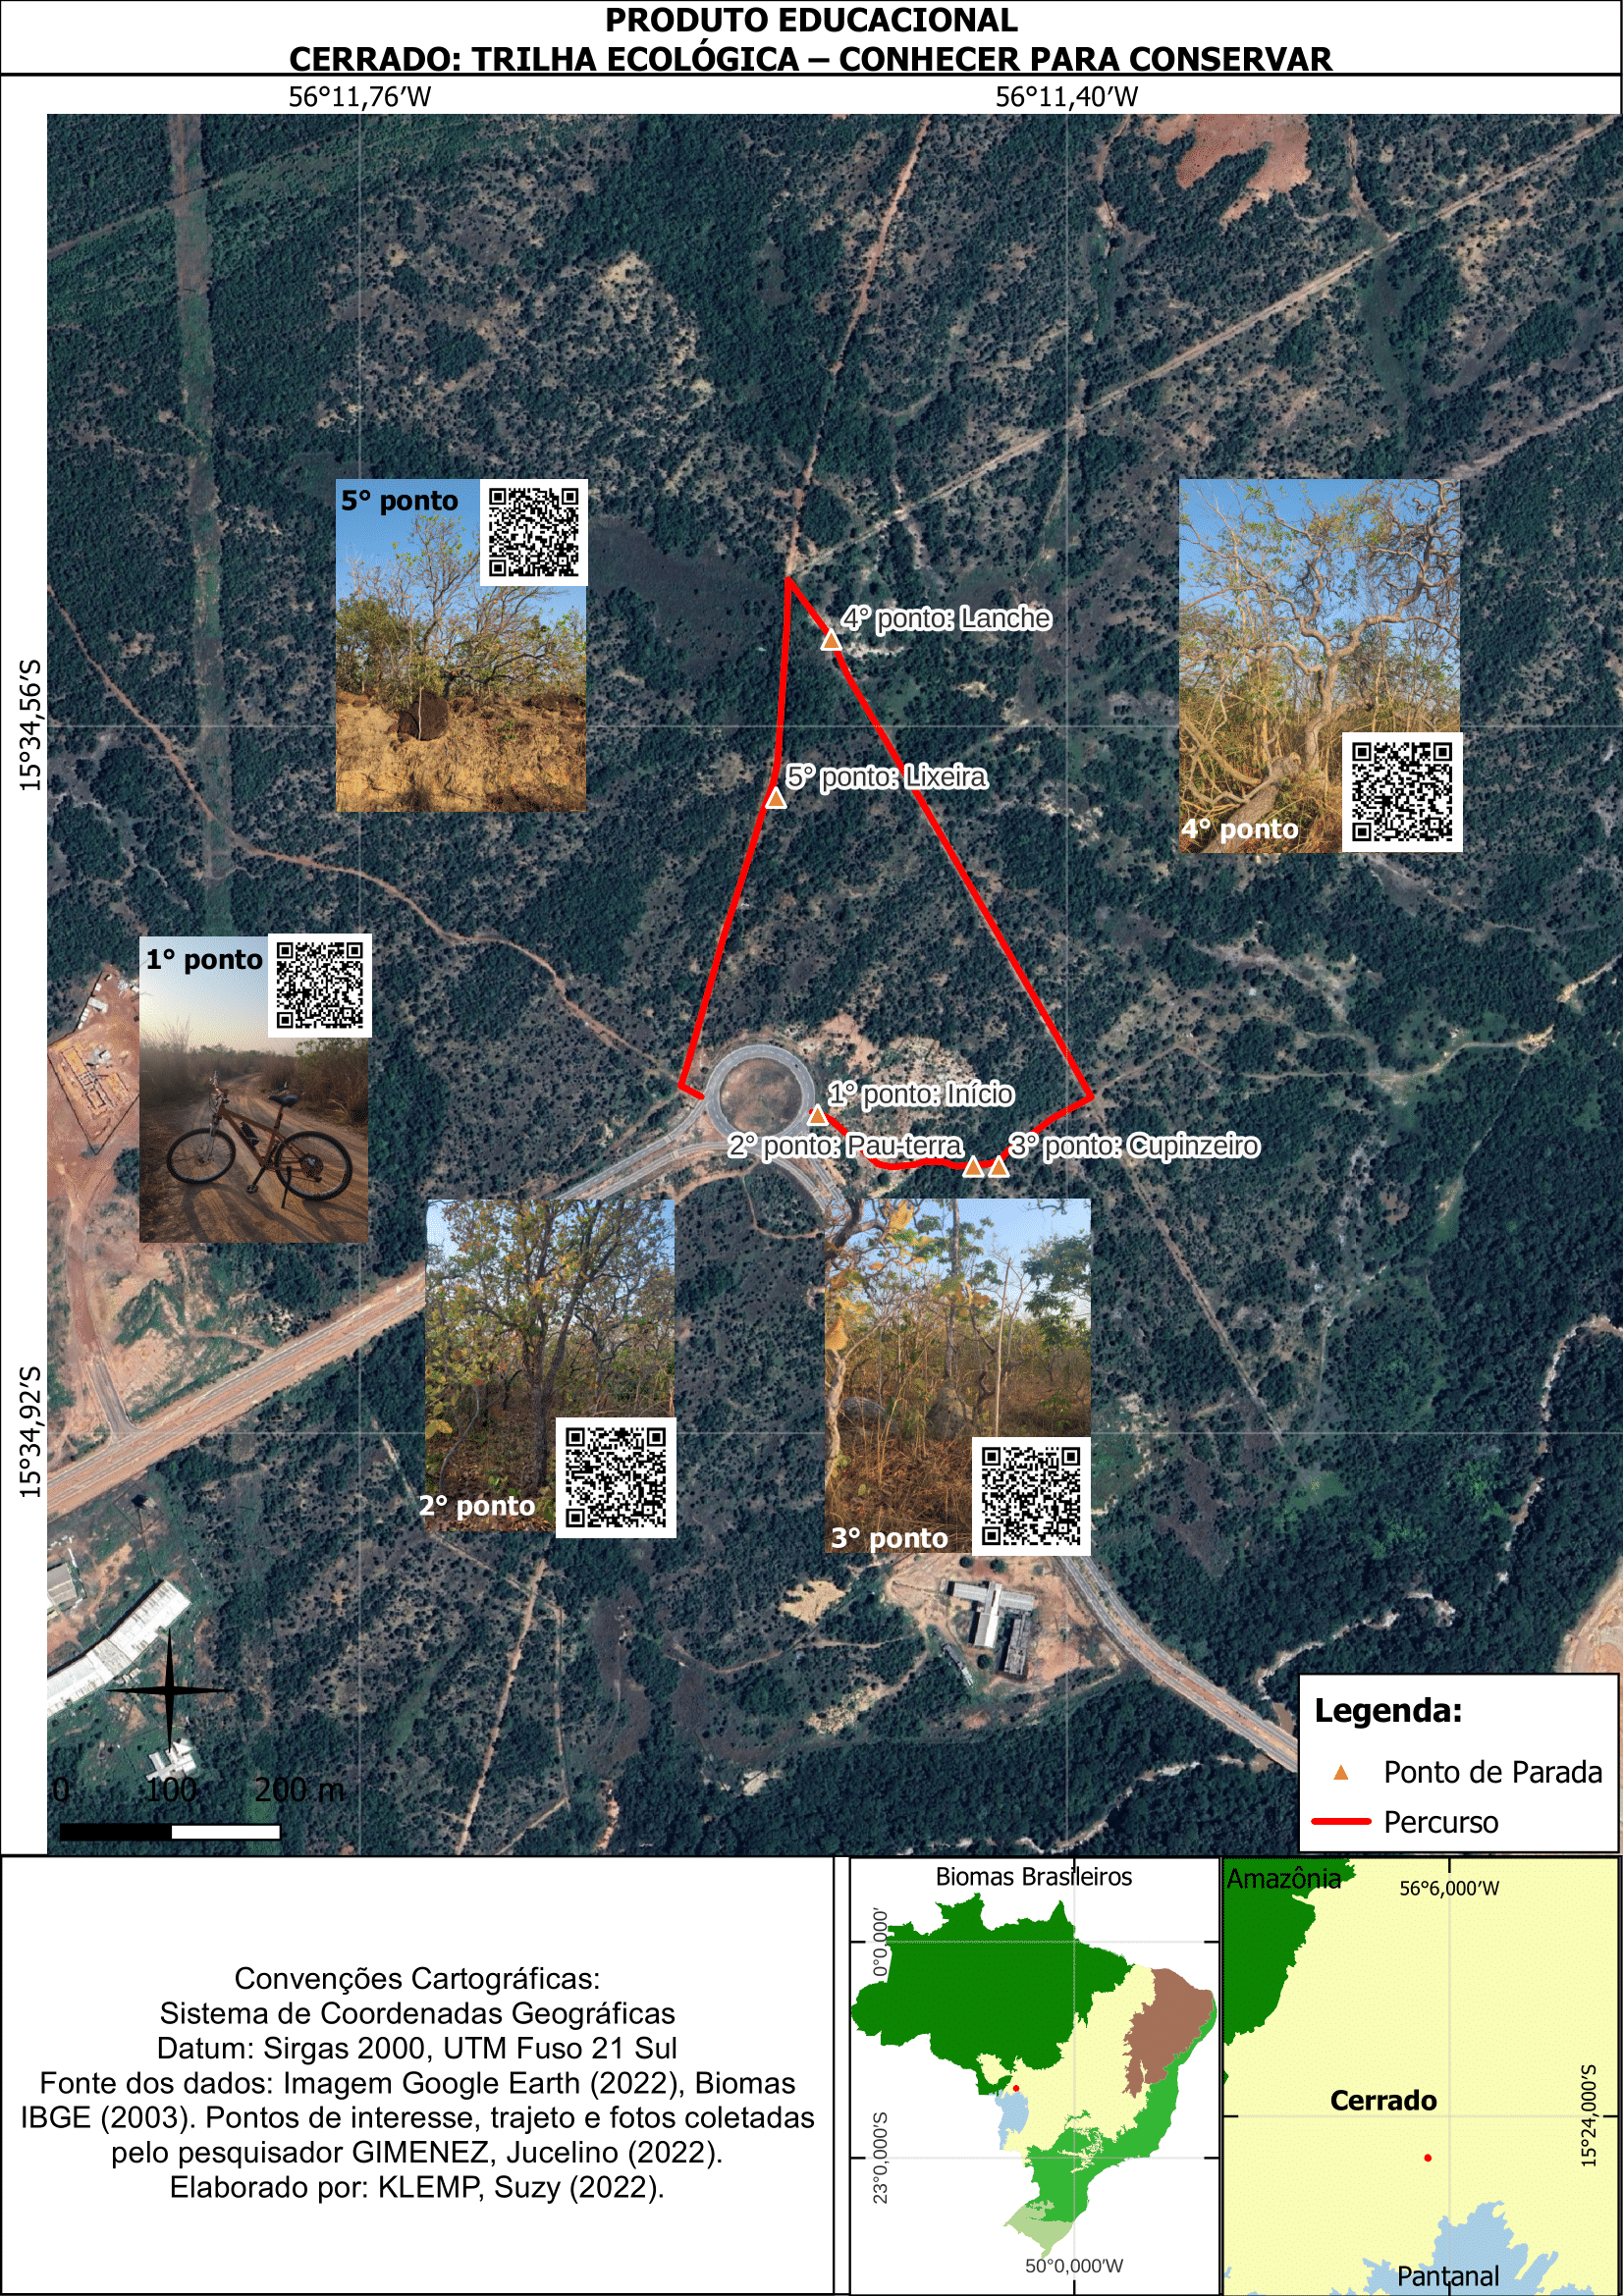 PRODUTO EDUCACIONAL
CERRADO: TRILHA ECOLÓGICA – CONHECER PARA CONSERVAR
56°11,76′W
56°11,40′W
15°34,56′S
15°34,92′S
5° ponto
4° ponto: Lanche
5° ponto: Lixeira
4° ponto
1° ponto
1° ponto: Início
2° ponto: Pau-terra
3° ponto: Cupinzeiro
2° ponto
3° ponto
0 100 200 m
Legenda:
Ponto de Parada
Percurso
Convenções Cartográficas:
Sistema de Coordenadas Geográficas
Datum: Sirgas 2000, UTM Fuso 21 Sul
Fonte dos dados: Imagem Google Earth (2022), Biomas
IBGE (2003). Pontos de interesse, trajeto e fotos coletadas
pelo pesquisador GIMENEZ, Jucelino (2022).
Elaborado por: KLEMP, Suzy (2022).
Biomas Brasileiros
0°0,000′
23°0,000′S
50°0,000′W
Amazônia
56°6,000′W
Cerrado
15°24,000′S
Pantanal